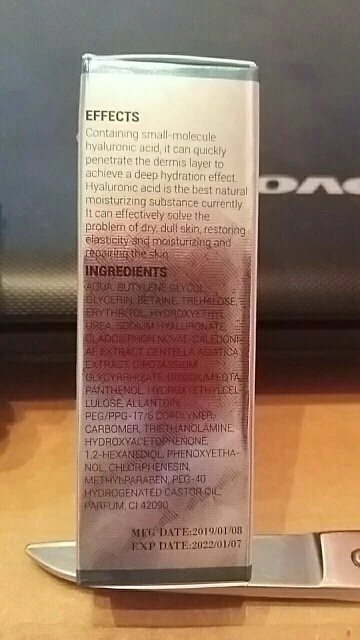 EFFECTS
Containing small-molecule
hyaluronic acid, it can quickly
penetrate the dermis layer to
achieve a deep hydration effect.
Hyaluronic acid is the best natural
moisturizing substance currently
It can effectively solve the
problem of dry, dull skin, restoring
elasticity and moisturizing and
repairing the skin
INGREDIENTS
AQUA, BUTYLENE GLYCOL,
GLYCERIN, BETAINE, TREHALOSE,
ERYTHRITOL, HYDROXYETHYL
UREA, SODIUM HYALURONATE,
CLADOSIPHON NOVAE-CALEDONI-
AE EXTRACT, CENTELLA ASIATICA
EXTRACT, DIPOTASSIUM
GLYCYRRHIZATE, DISODIUM EDTA,
PANTHENOL, HYDROXYETHYLCEL-
LULOSE, ALLANTOIN,
PEG/PPG-17/6 COPOLYMER,
CARBOMER, TRIETHANOLAMINE,
HYDROXYACETOPHENONE,
1,2-HEXANEDIOL, PHENOXYETHA-
NOL, CHLORPHENESIN,
METHYLPARABEN, PEG-40
HYDROGENATED CASTOR OIL,
PARFUM, CI 42090
MFG DATE:2019/01/08
EXP DATE:2022/01/07